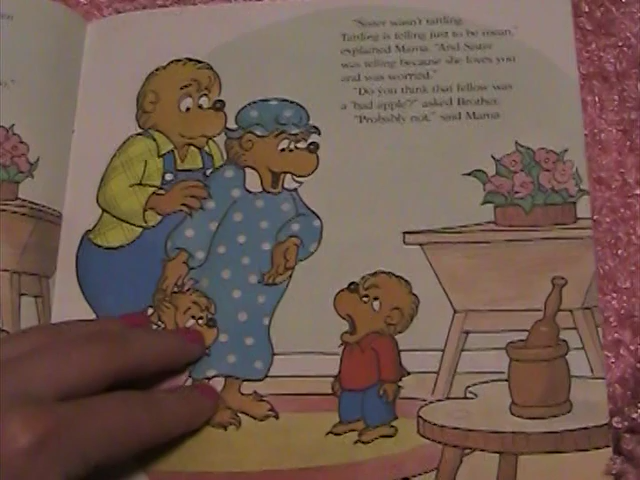 "Sister wasn't tattling.
Tattling is telling just to be mean,"
explained Mama. "And Sister
was telling because she loves you
and was worried."
"Do you think that fellow was
a 'bad apple'?" asked Brother.
"Probably not," said Mama